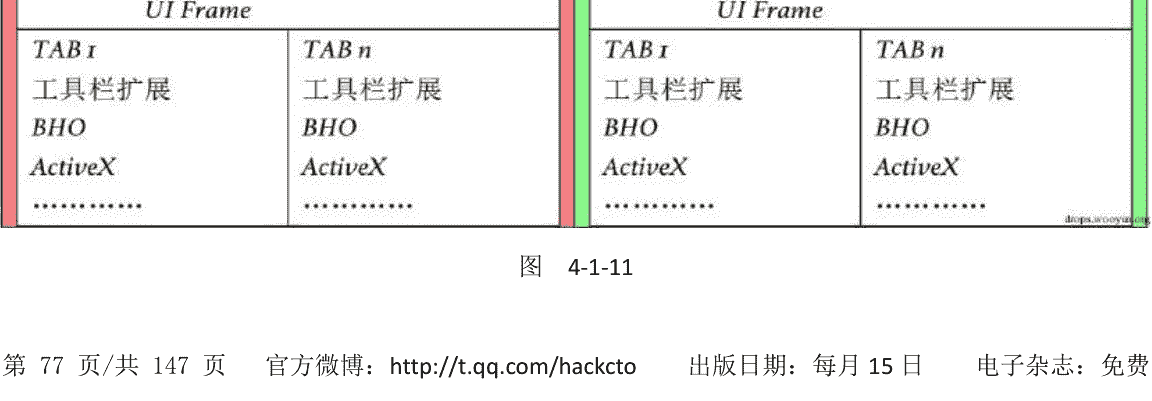 UI Frame UI Frame
TAB 1 TAB n TAB 1 TAB n
工具栏扩展 工具栏扩展 工具栏扩展 工具栏扩展
BHO BHO BHO BHO
ActiveX ActiveX ActiveX ActiveX
………… ………… ………… …………
drops.wooyun.org
图 4-1-11
第 77 页/共 147 页 官方微博：http://t.qq.com/hackcto 出版日期：每月 15 日 电子杂志：免费